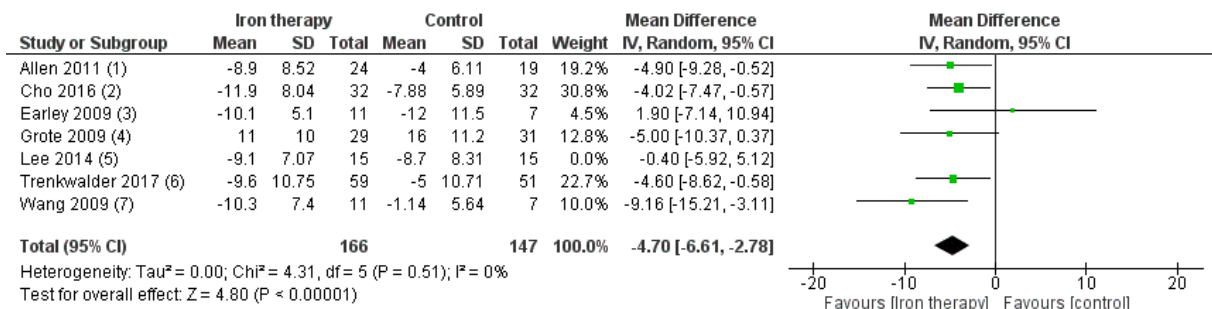 Iron therapy Control Mean Difference Mean Difference
Study or Subgroup Mean SD Total Mean SD Total Weight IV, Random, 95% CI IV, Random, 95% CI
Allen 2011 (1) -8.9 8.52 24 -4 6.11 19 19.2% -4.90 [-9.28, -0.52]
Cho 2016 (2) -11.9 8.04 32 -7.88 5.89 32 30.8% -4.02 [-7.47, -0.57]
Earley 2009 (3) -10.1 5.1 11 -12 11.5 7 4.5% 1.90 [-7.14, 10.94]
Grote 2009 (4) 11 10 29 16 11.2 31 12.8% -5.00 [-10.37, 0.37]
Lee 2014 (5) -9.1 7.07 15 -8.7 8.31 15 0.0% -0.40 [-5.92, 5.12]
Trenkwalder 2017 (6) -9.6 10.75 59 -5 10.71 51 22.7% -4.60 [-8.62, -0.58]
Wang 2009 (7) -10.3 7.4 11 -1.14 5.64 7 10.0% -9.16 [-15.21, -3.11]
Total (95% CI) 166 147 100.0% -4.70 [-6.61, -2.78]
Heterogeneity: Tau² = 0.00; Chi² = 4.31, df = 5 (P = 0.51); I² = 0%
Test for overall effect: Z = 4.80 (P < 0.00001)
-20 -10 0 10 20
Favours [Iron therapy] Favours [control]